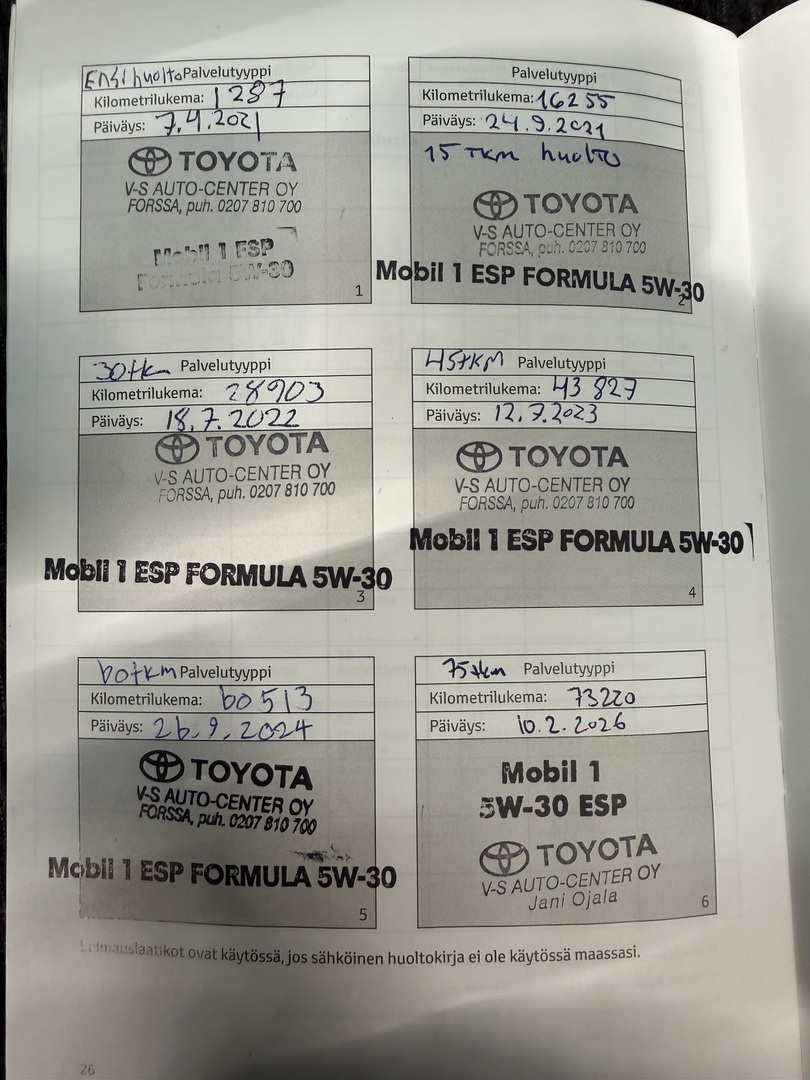 Ensi huolto Palvelutyyppi
Kilometrilukema: 1287
Päiväys: 7.4.2021
TOYOTA
V-S AUTO-CENTER OY
FORSSA, puh. 0207 810 700
Mobil 1 ESP
Formula 5W-30
1
Palvelutyyppi
Kilometrilukema: 16255
Päiväys: 24.9.2021
15 TKM huolto
TOYOTA
V-S AUTO-CENTER OY
FORSSA, puh. 0207 810 700
Mobil 1 ESP FORMULA 5W-30
2
30tkm Palvelutyyppi
Kilometrilukema: 28903
Päiväys: 18.7.2022
TOYOTA
V-S AUTO-CENTER OY
FORSSA, puh. 0207 810 700
Mobil 1 ESP FORMULA 5W-30
3
45tKM Palvelutyyppi
Kilometrilukema: 43 827
Päiväys: 12.7.2023
TOYOTA
V-S AUTO-CENTER OY
FORSSA, puh. 0207 810 700
Mobil 1 ESP FORMULA 5W-30
4
60tkm Palvelutyyppi
Kilometrilukema: 60513
Päiväys: 26.9.2024
TOYOTA
V-S AUTO-CENTER OY
FORSSA, puh. 0207 810 700
Mobil 1 ESP FORMULA 5W-30
5
75tkm Palvelutyyppi
Kilometrilukema: 73220
Päiväys: 10.2.2026
Mobil 1
5W-30 ESP
TOYOTA
V-S AUTO-CENTER OY
Jani Ojala
6
Leimauslaatikot ovat käytössä, jos sähköinen huoltokirja ei ole käytössä maassasi.
26